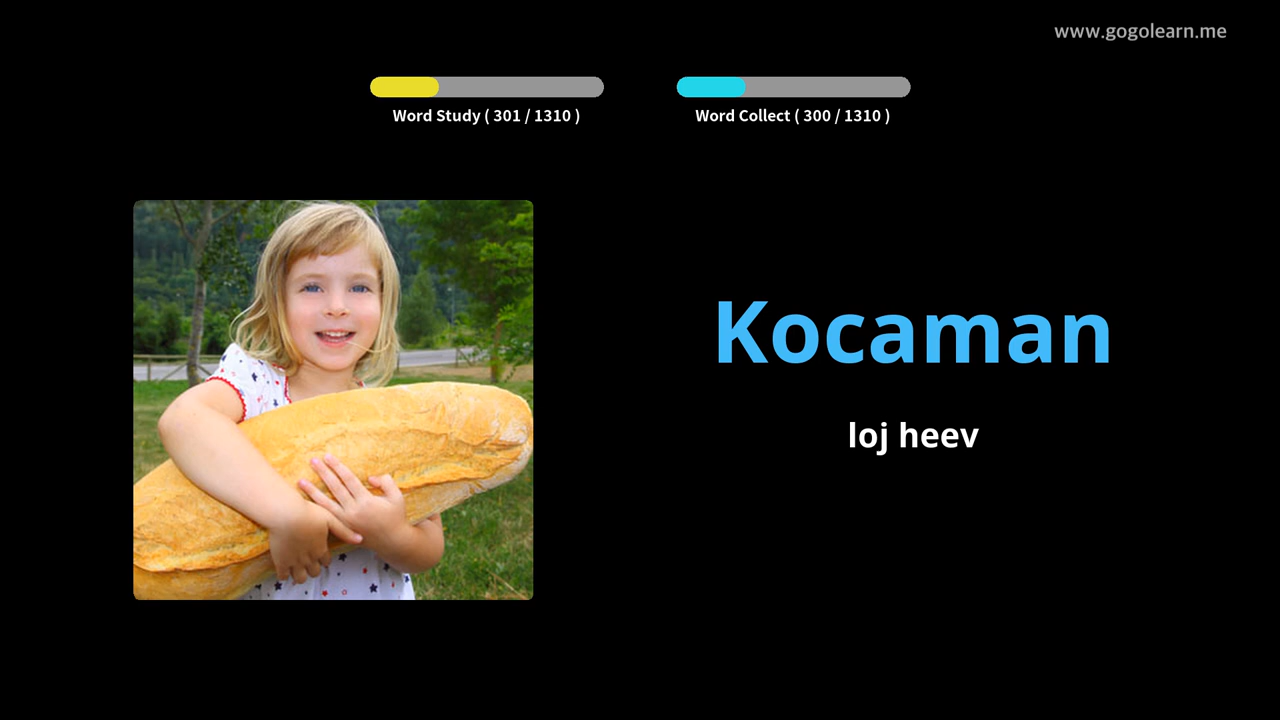 www.gogolearn.me
Word Study ( 301 / 1310 )
Word Collect ( 300 / 1310 )
Kocaman
loj heev